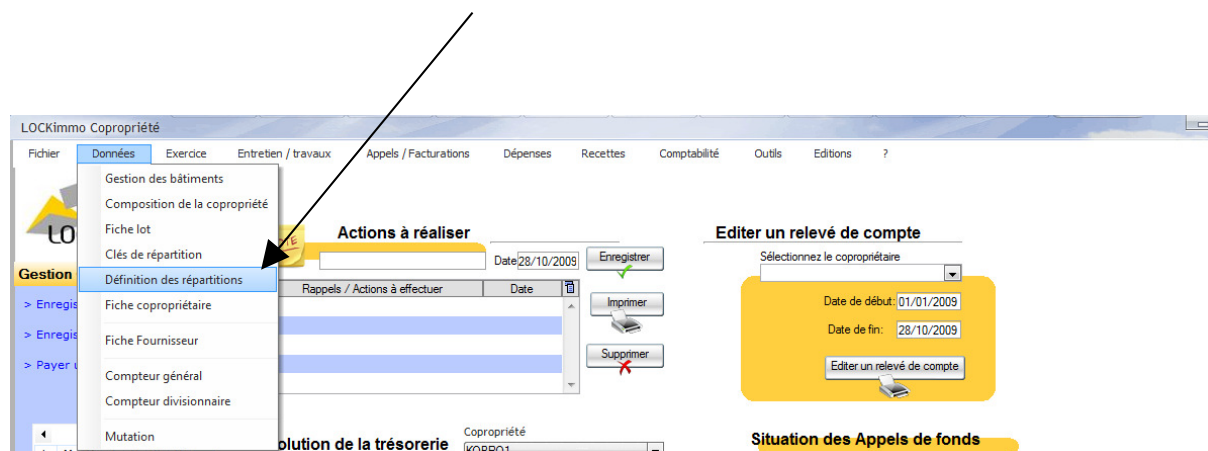 LOCKimmo Copropriété
Fichier Données Exercice Entretien / travaux Appels / Facturations Dépenses Recettes Comptabilité Outils Editions ?
Gestion des bâtiments
Composition de la copropriété
Fiche lot
Clés de répartition
Définition des répartitions
Fiche copropriétaire
Fiche Fournisseur
Compteur général
Compteur divisionnaire
Mutation
LO
Gestion
> Enregis
> Enregis
> Payer
Actions à réaliser
Date 28/10/2009
Enregistrer
Rappels / Actions à effectuer Date
Imprimer
Supprimer
Editer un relevé de compte
Sélectionnez le copropriétaire
Date de début: 01/01/2009
Date de fin: 28/10/2009
Editer un relevé de compte
olution de la trésorerie
Copropriété
KOPRO1
Situation des Appels de fonds